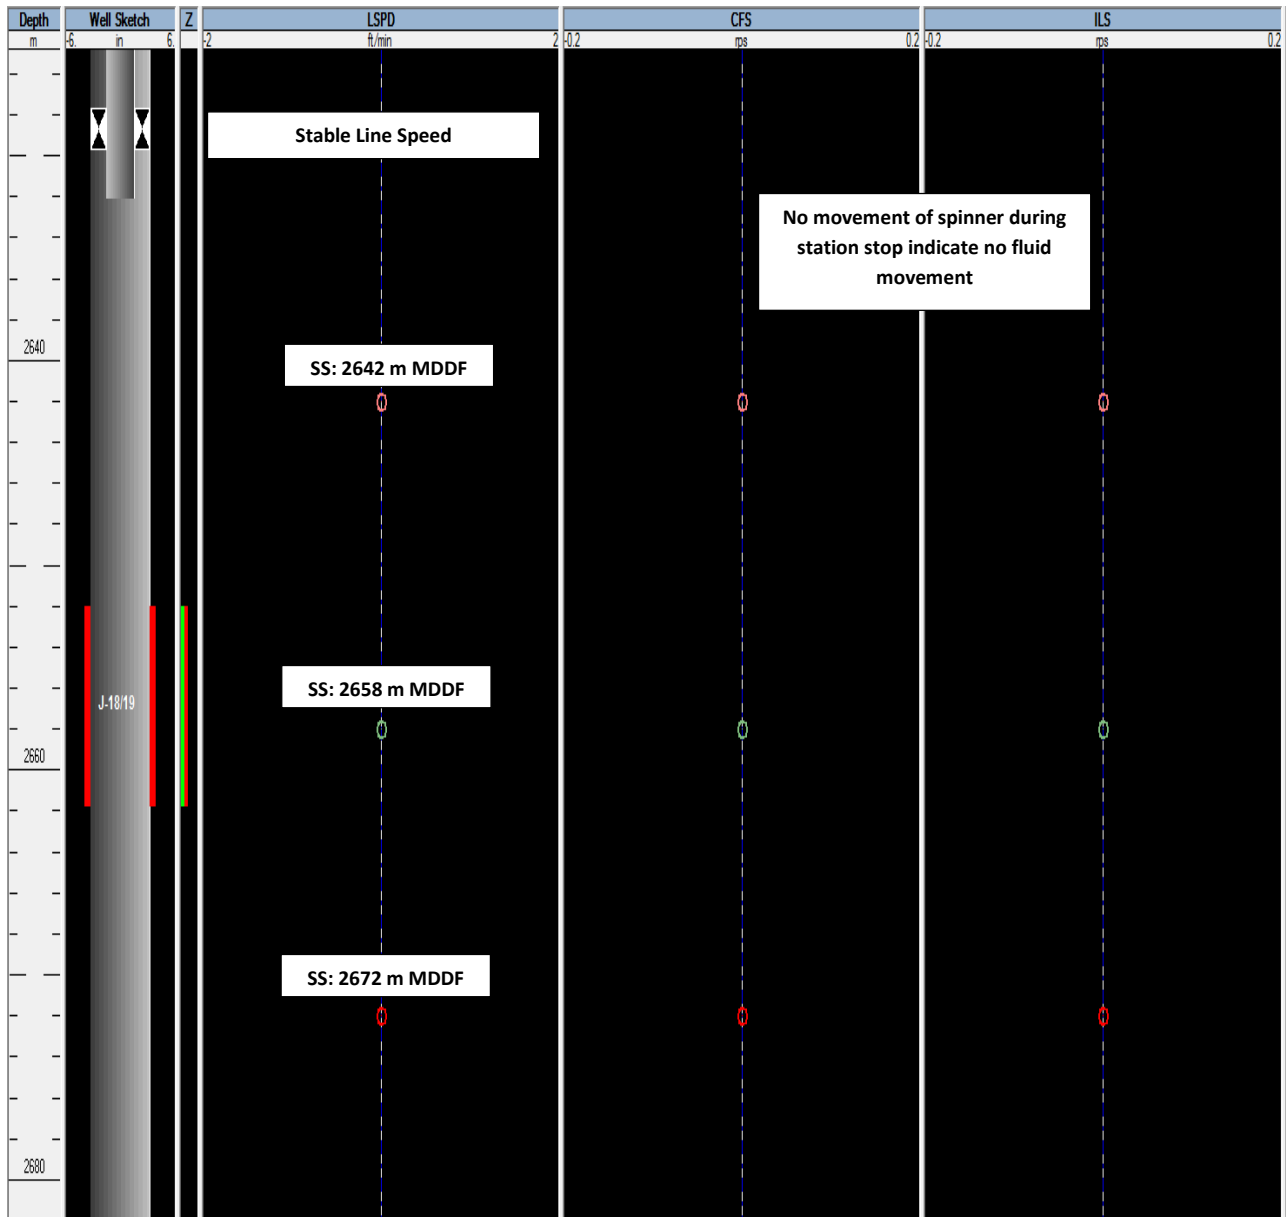 Depth Well Sketch Z LSPD CFS ILS
m -6. in 6. -2 ft/min 2 -0.2 rps 0.2 -0.2 rps 0.2
Stable Line Speed
No movement of spinner during
station stop indicate no fluid
movement
2640
SS: 2642 m MDDF
SS: 2658 m MDDF
J-18/19
2660
SS: 2672 m MDDF
2680